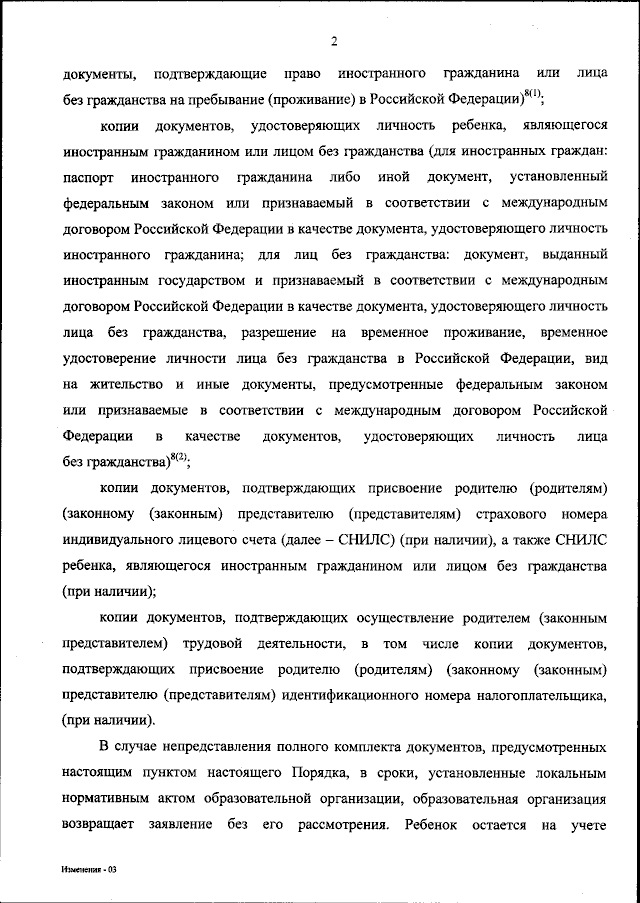 2
документы, подтверждающие право иностранного гражданина или лица
без гражданства на пребывание (проживание) в Российской Федерации)8(1);
копии документов, удостоверяющих личность ребенка, являющегося
иностранным гражданином или лицом без гражданства (для иностранных граждан:
паспорт иностранного гражданина либо иной документ, установленный
федеральным законом или признаваемый в соответствии с международным
договором Российской Федерации в качестве документа, удостоверяющего личность
иностранного гражданина; для лиц без гражданства: документ, выданный
иностранным государством и признаваемый в соответствии с международным
договором Российской Федерации в качестве документа, удостоверяющего личность
лица без гражданства, разрешение на временное проживание, временное
удостоверение личности лица без гражданства в Российской Федерации, вид
на жительство и иные документы, предусмотренные федеральным законом
или признаваемые в соответствии с международным договором Российской
Федерации в качестве документов, удостоверяющих личность лица
без гражданства)8(2);
копии документов, подтверждающих присвоение родителю (родителям)
(законному (законным) представителю (представителям) страхового номера
индивидуального лицевого счета (далее – СНИЛС) (при наличии), а также СНИЛС
ребенка, являющегося иностранным гражданином или лицом без гражданства
(при наличии);
копии документов, подтверждающих осуществление родителем (законным
представителем) трудовой деятельности, в том числе копии документов,
подтверждающих присвоение родителю (родителям) (законному (законным)
представителю (представителям) идентификационного номера налогоплательщика,
(при наличии).
В случае непредставления полного комплекта документов, предусмотренных
настоящим пунктом настоящего Порядка, в сроки, установленные локальным
нормативным актом образовательной организации, образовательная организация
возвращает заявление без его рассмотрения. Ребенок остается на учете
Изменения - 03